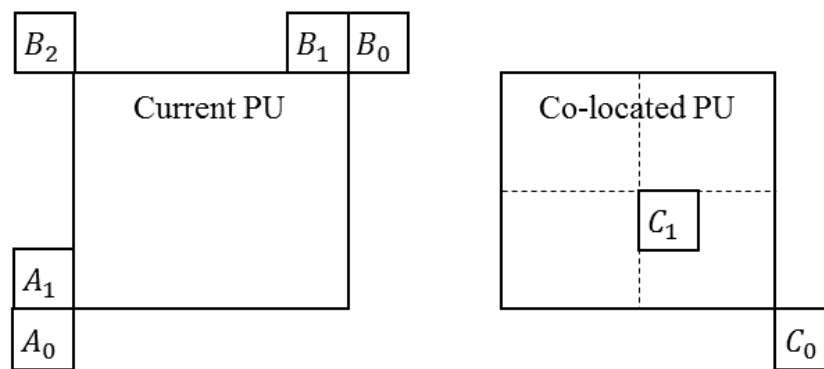 B₂
B₁
B₀
Current PU
Co-located PU
C₁
A₁
A₀
C₀